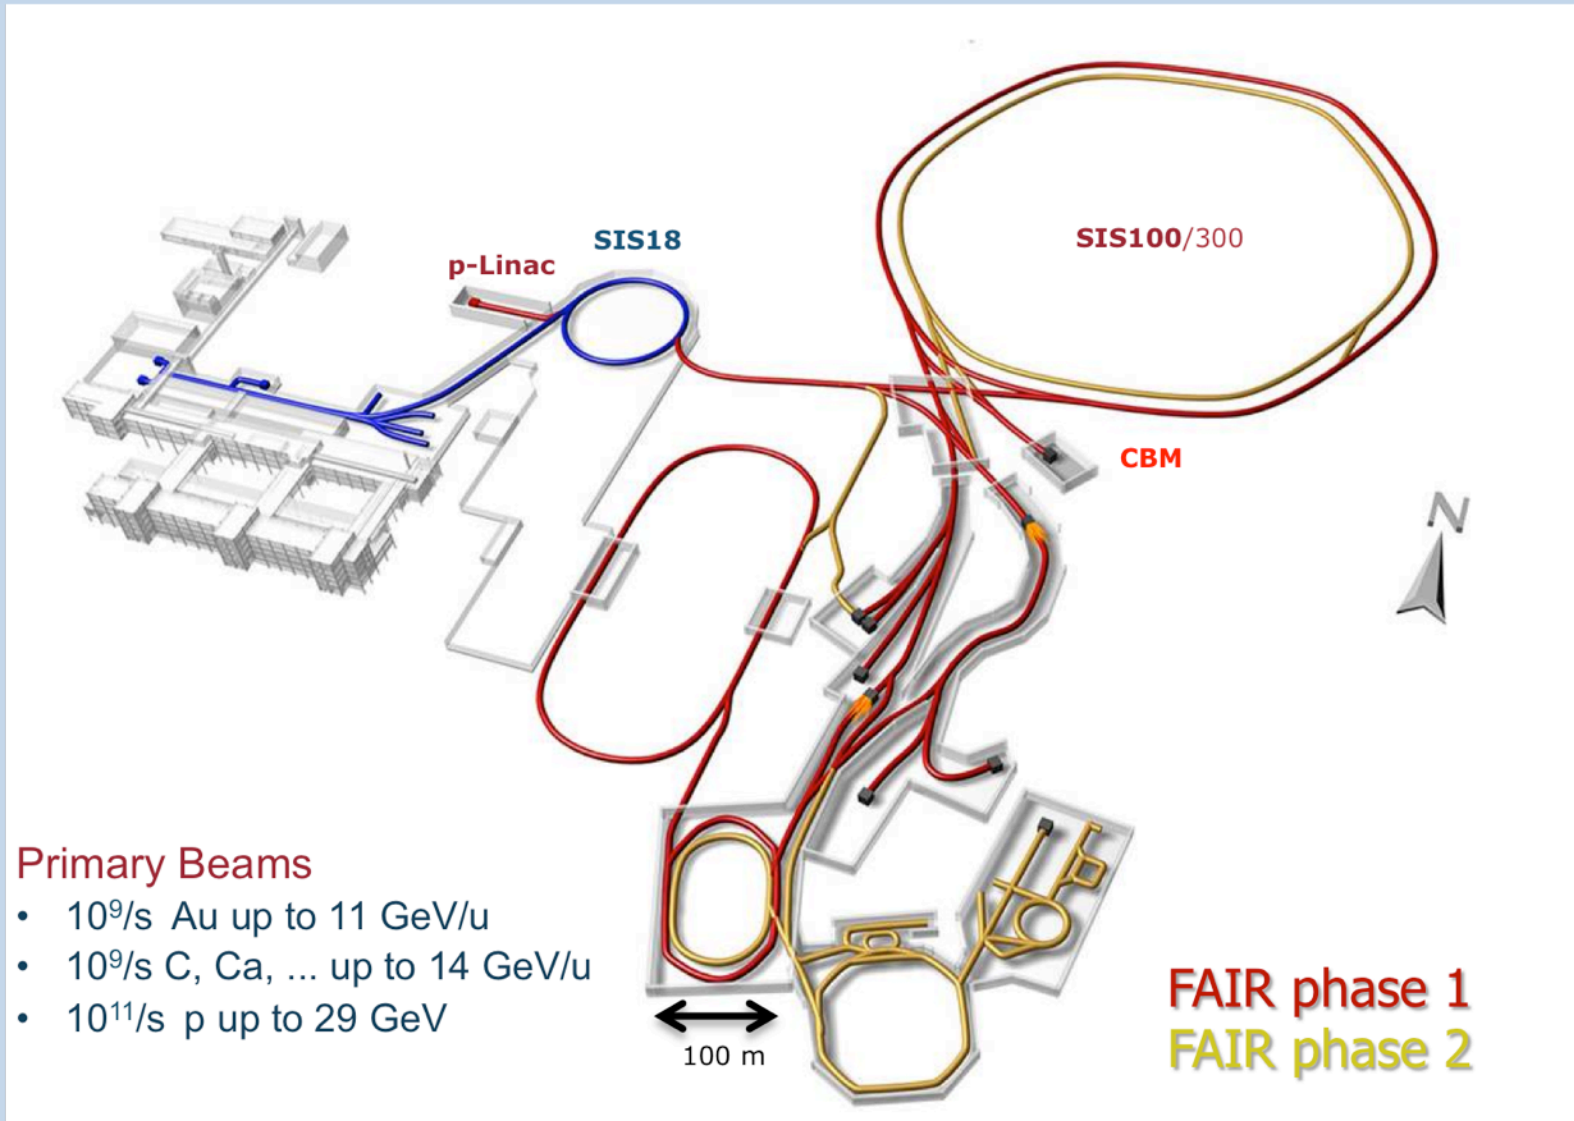 SIS18
p-Linac
SIS100/300
CBM
N
Primary Beams
• 10⁹/s Au up to 11 GeV/u
• 10⁹/s C, Ca, ... up to 14 GeV/u
• 10¹¹/s p up to 29 GeV
100 m
FAIR phase 1
FAIR phase 2